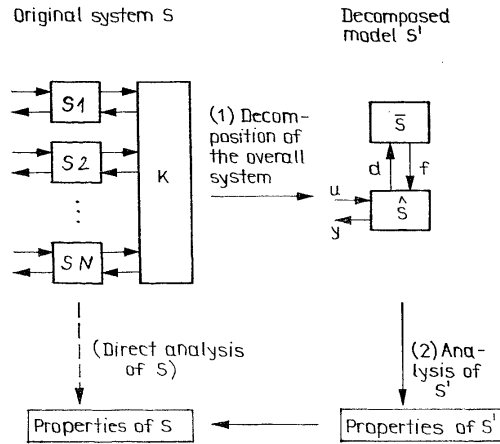 Original system S
Decomposed
model S'
S1
S2
SN
K
(1) Decom-
position of
the overall
system
S̄
d
f
u
y
Ŝ
(Direct analysis
of S)
(2) Ana-
lysis of
S'
Properties of S
Properties of S'